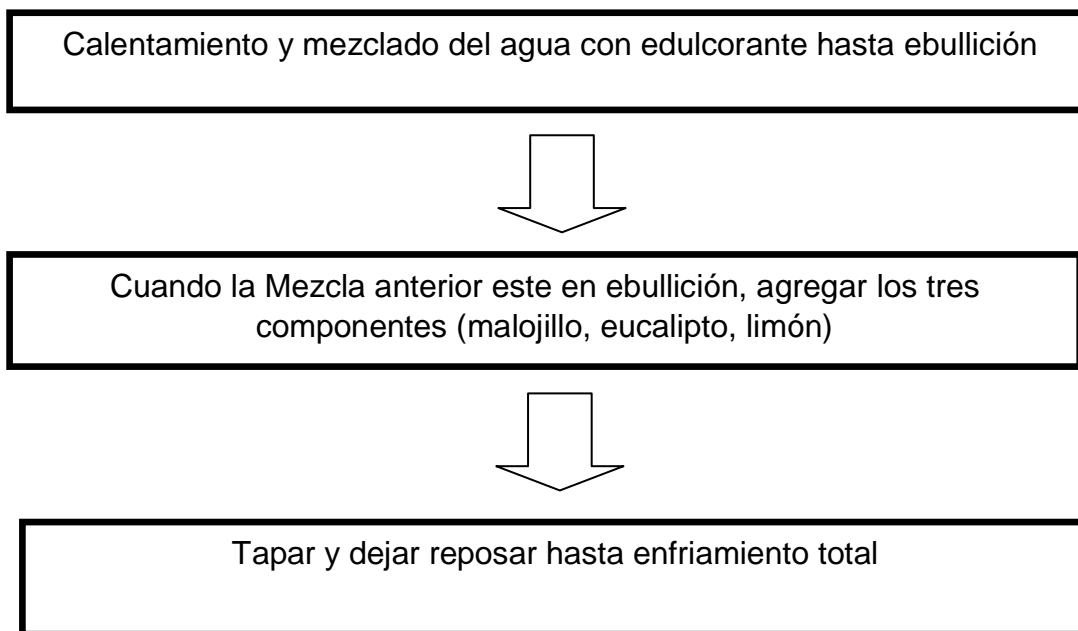 Calentamiento y mezclado del agua con edulcorante hasta ebullición
Cuando la Mezcla anterior este en ebullición, agregar los tres
componentes (malojillo, eucalipto, limón)
Tapar y dejar reposar hasta enfriamiento total